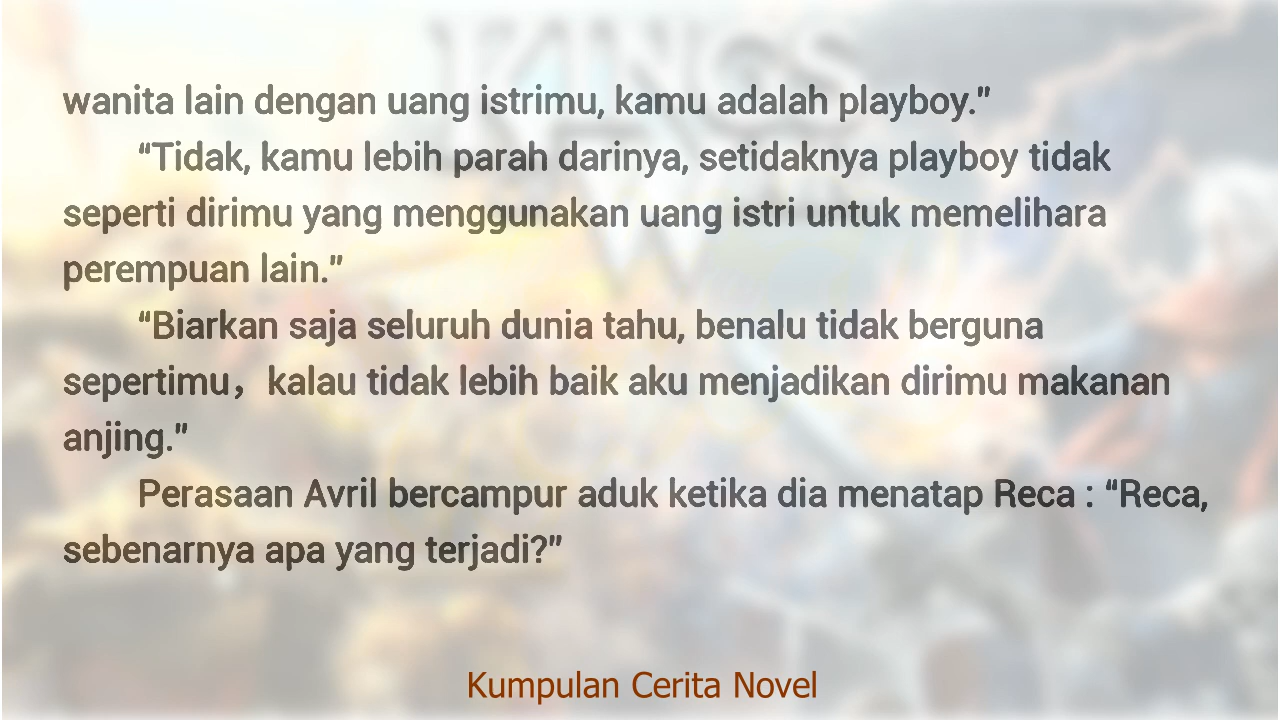 KINGS
wanita lain dengan uang istrimu, kamu adalah playboy.”
“Tidak, kamu lebih parah darinya, setidaknya playboy tidak
seperti dirimu yang menggunakan uang istri untuk memelihara
perempuan lain.”
“Biarkan saja seluruh dunia tahu, benalu tidak berguna
sepertimu，kalau tidak lebih baik aku menjadikan dirimu makanan
anjing.”
Perasaan Avril bercampur aduk ketika dia menatap Reca : “Reca,
sebenarnya apa yang terjadi?”
Kumpulan Cerita Novel